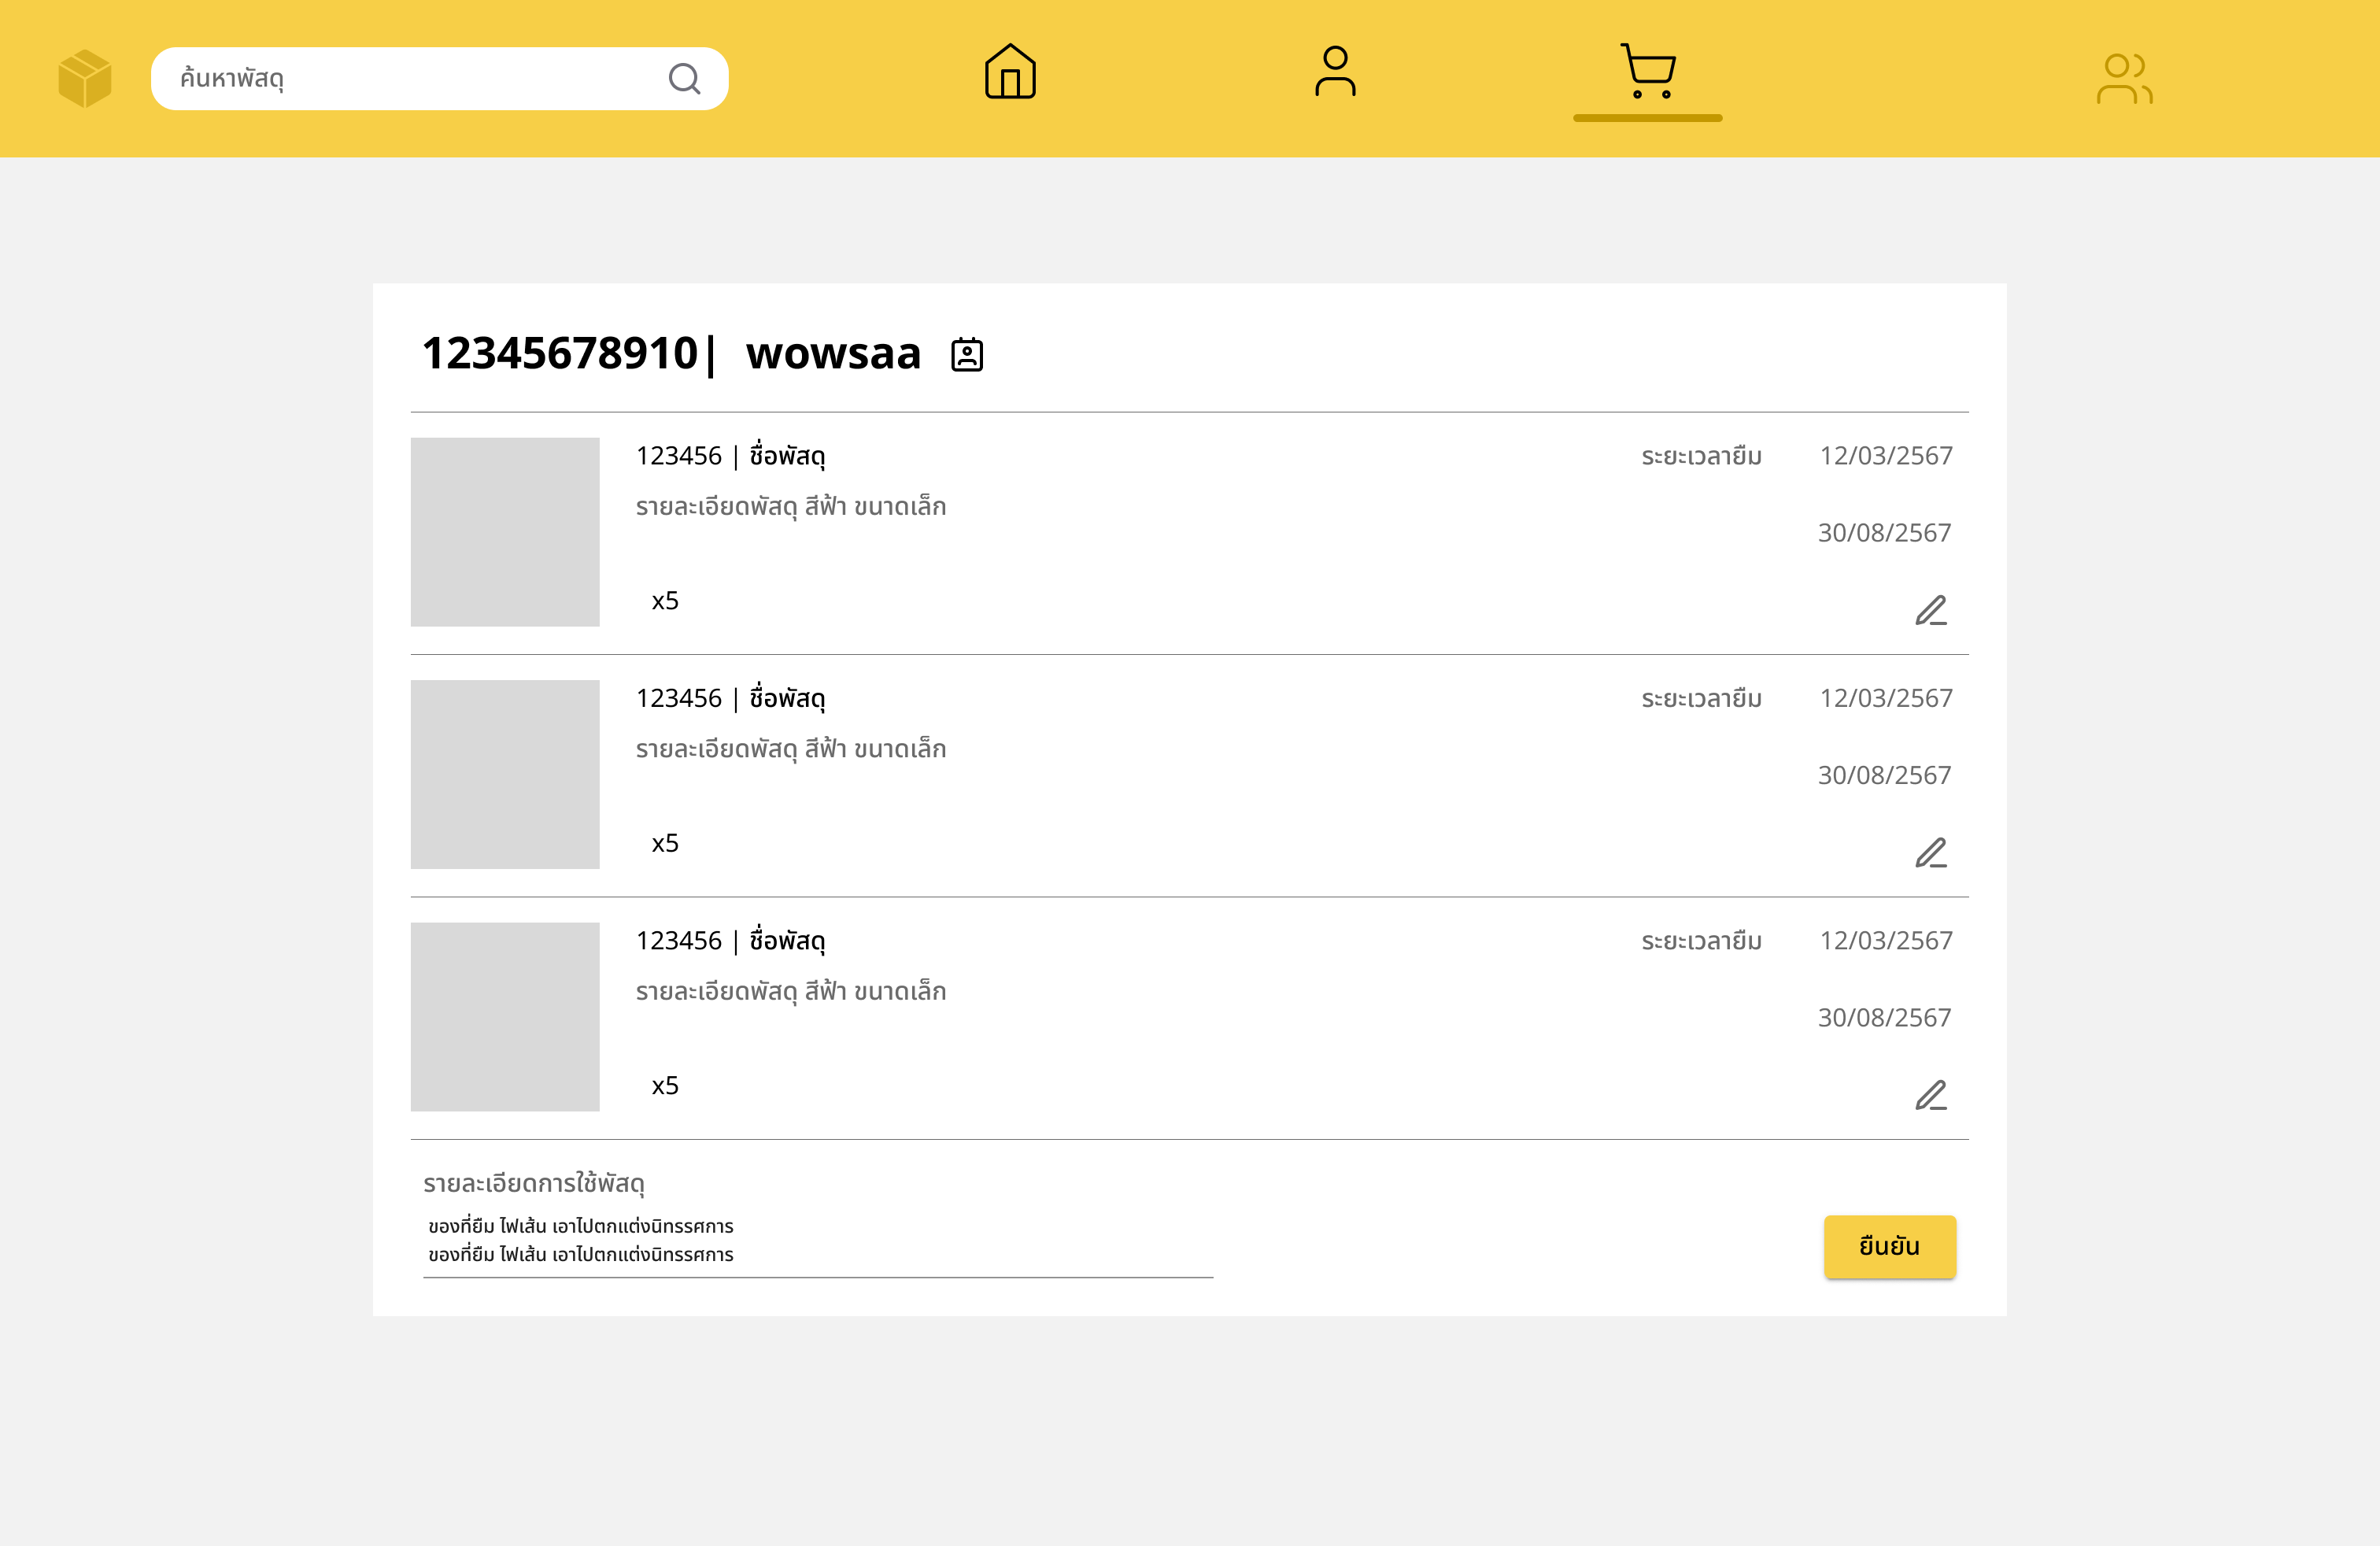 ค้นหาพัสดุ
12345678910| wowsaa
123456 | ชื่อพัสดุ
ระยะเวลายืม 12/03/2567
รายละเอียดพัสดุ สีฟ้า ขนาดเล็ก
30/08/2567
x5
123456 | ชื่อพัสดุ
ระยะเวลายืม 12/03/2567
รายละเอียดพัสดุ สีฟ้า ขนาดเล็ก
30/08/2567
x5
123456 | ชื่อพัสดุ
ระยะเวลายืม 12/03/2567
รายละเอียดพัสดุ สีฟ้า ขนาดเล็ก
30/08/2567
x5
รายละเอียดการใช้พัสดุ
ของที่ยืม ไฟเส้น เอาไปตกแต่งนิทรรศการ
ของที่ยืม ไฟเส้น เอาไปตกแต่งนิทรรศการ
ยืนยัน